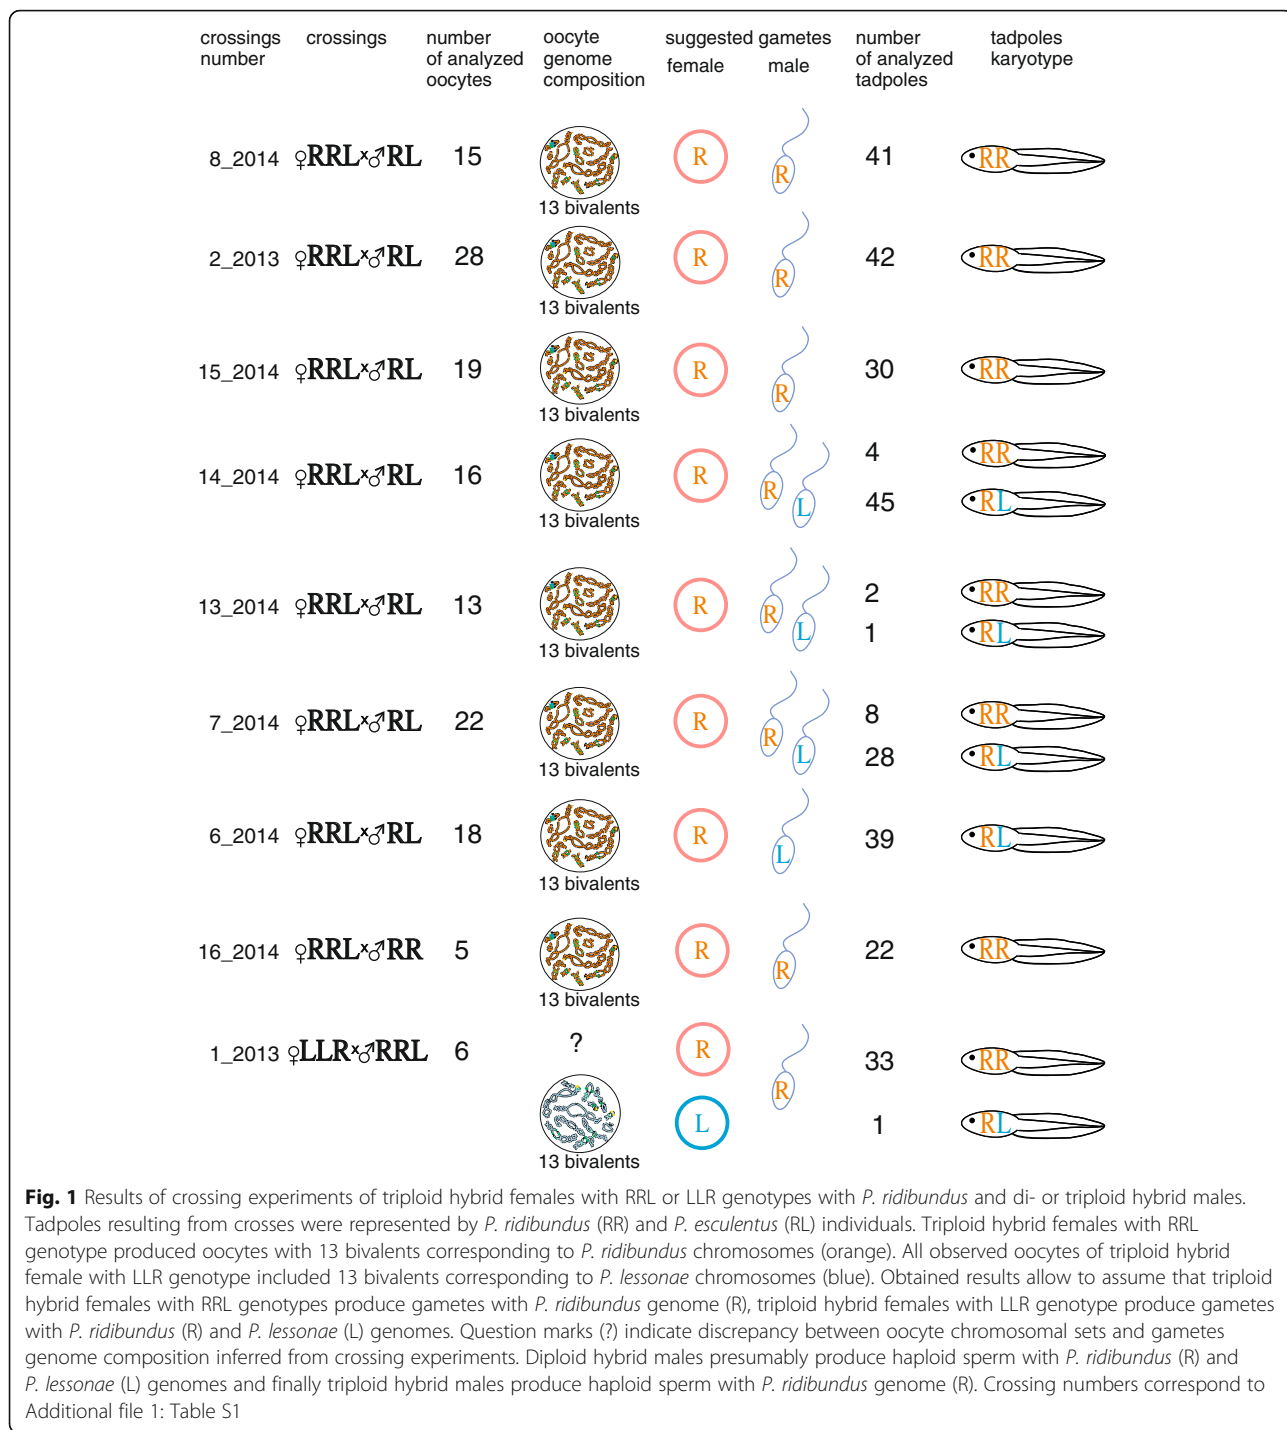 crossings number
crossings
number of analyzed oocytes
oocyte genome composition
suggested gametes
female
male
number of analyzed tadpoles
tadpoles karyotype
8_2014 ♀RRLx♂RL 15 R R 41 RR
13 bivalents
2_2013 ♀RRLx♂RL 28 R R 42 RR
13 bivalents
15_2014 ♀RRLx♂RL 19 R R 30 RR
13 bivalents
14_2014 ♀RRLx♂RL 16 R R L 4 RR
45 RL
13 bivalents
13_2014 ♀RRLx♂RL 13 R R L 2 RR
1 RL
13 bivalents
7_2014 ♀RRLx♂RL 22 R R L 8 RR
28 RL
13 bivalents
6_2014 ♀RRLx♂RL 18 R L 39 RL
13 bivalents
16_2014 ♀RRLx♂RR 5 R R 22 RR
13 bivalents
1_2013 ♀LLRx♂RRL 6 ? R R 33 RR
L 1 RL
13 bivalents
Fig. 1 Results of crossing experiments of triploid hybrid females with RRL or LLR genotypes with P. ridibundus and di- or triploid hybrid males.
Tadpoles resulting from crosses were represented by P. ridibundus (RR) and P. esculentus (RL) individuals. Triploid hybrid females with RRL
genotype produced oocytes with 13 bivalents corresponding to P. ridibundus chromosomes (orange). All observed oocytes of triploid hybrid
female with LLR genotype included 13 bivalents corresponding to P. lessonae chromosomes (blue). Obtained results allow to assume that triploid
hybrid females with RRL genotypes produce gametes with P. ridibundus genome (R), triploid hybrid females with LLR genotype produce gametes
with P. ridibundus (R) and P. lessonae (L) genomes. Question marks (?) indicate discrepancy between oocyte chromosomal sets and gametes
genome composition inferred from crossing experiments. Diploid hybrid males presumably produce haploid sperm with P. ridibundus (R) and
P. lessonae (L) genomes and finally triploid hybrid males produce haploid sperm with P. ridibundus genome (R). Crossing numbers correspond to
Additional file 1: Table S1